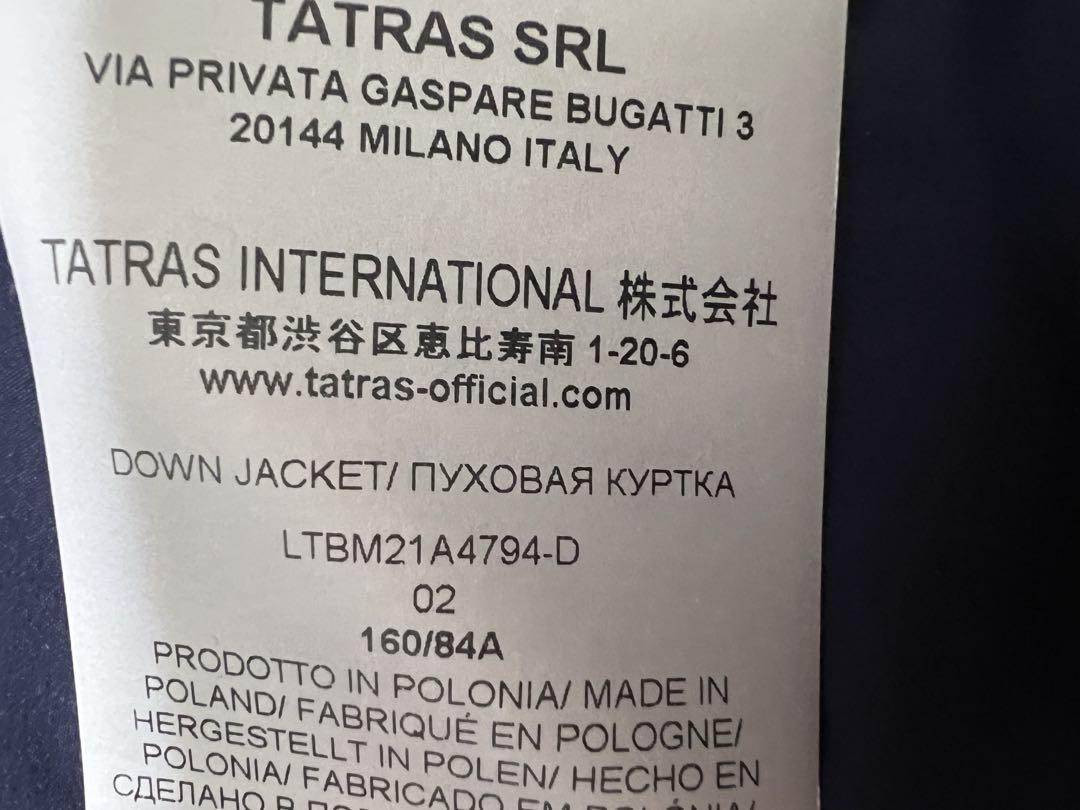 TATRAS SRL
VIA PRIVATA GASPARE BUGATTI 3
20144 MILANO ITALY
TATRAS INTERNATIONAL 株式会社
東京都渋谷区恵比寿南 1-20-6
www.tatras-official.com
DOWN JACKET/ ПУХОВАЯ КУРТКА
LTBM21A4794-D
02
160/84A
PRODOTTO IN POLONIA/ MADE IN
POLAND/ FABRIQUÉ EN POLOGNE/
HERGESTELLT IN POLEN/ HECHO EN
POLONIA/ FABRICADO EM POLÓNIA/
СДЕЛАНО В